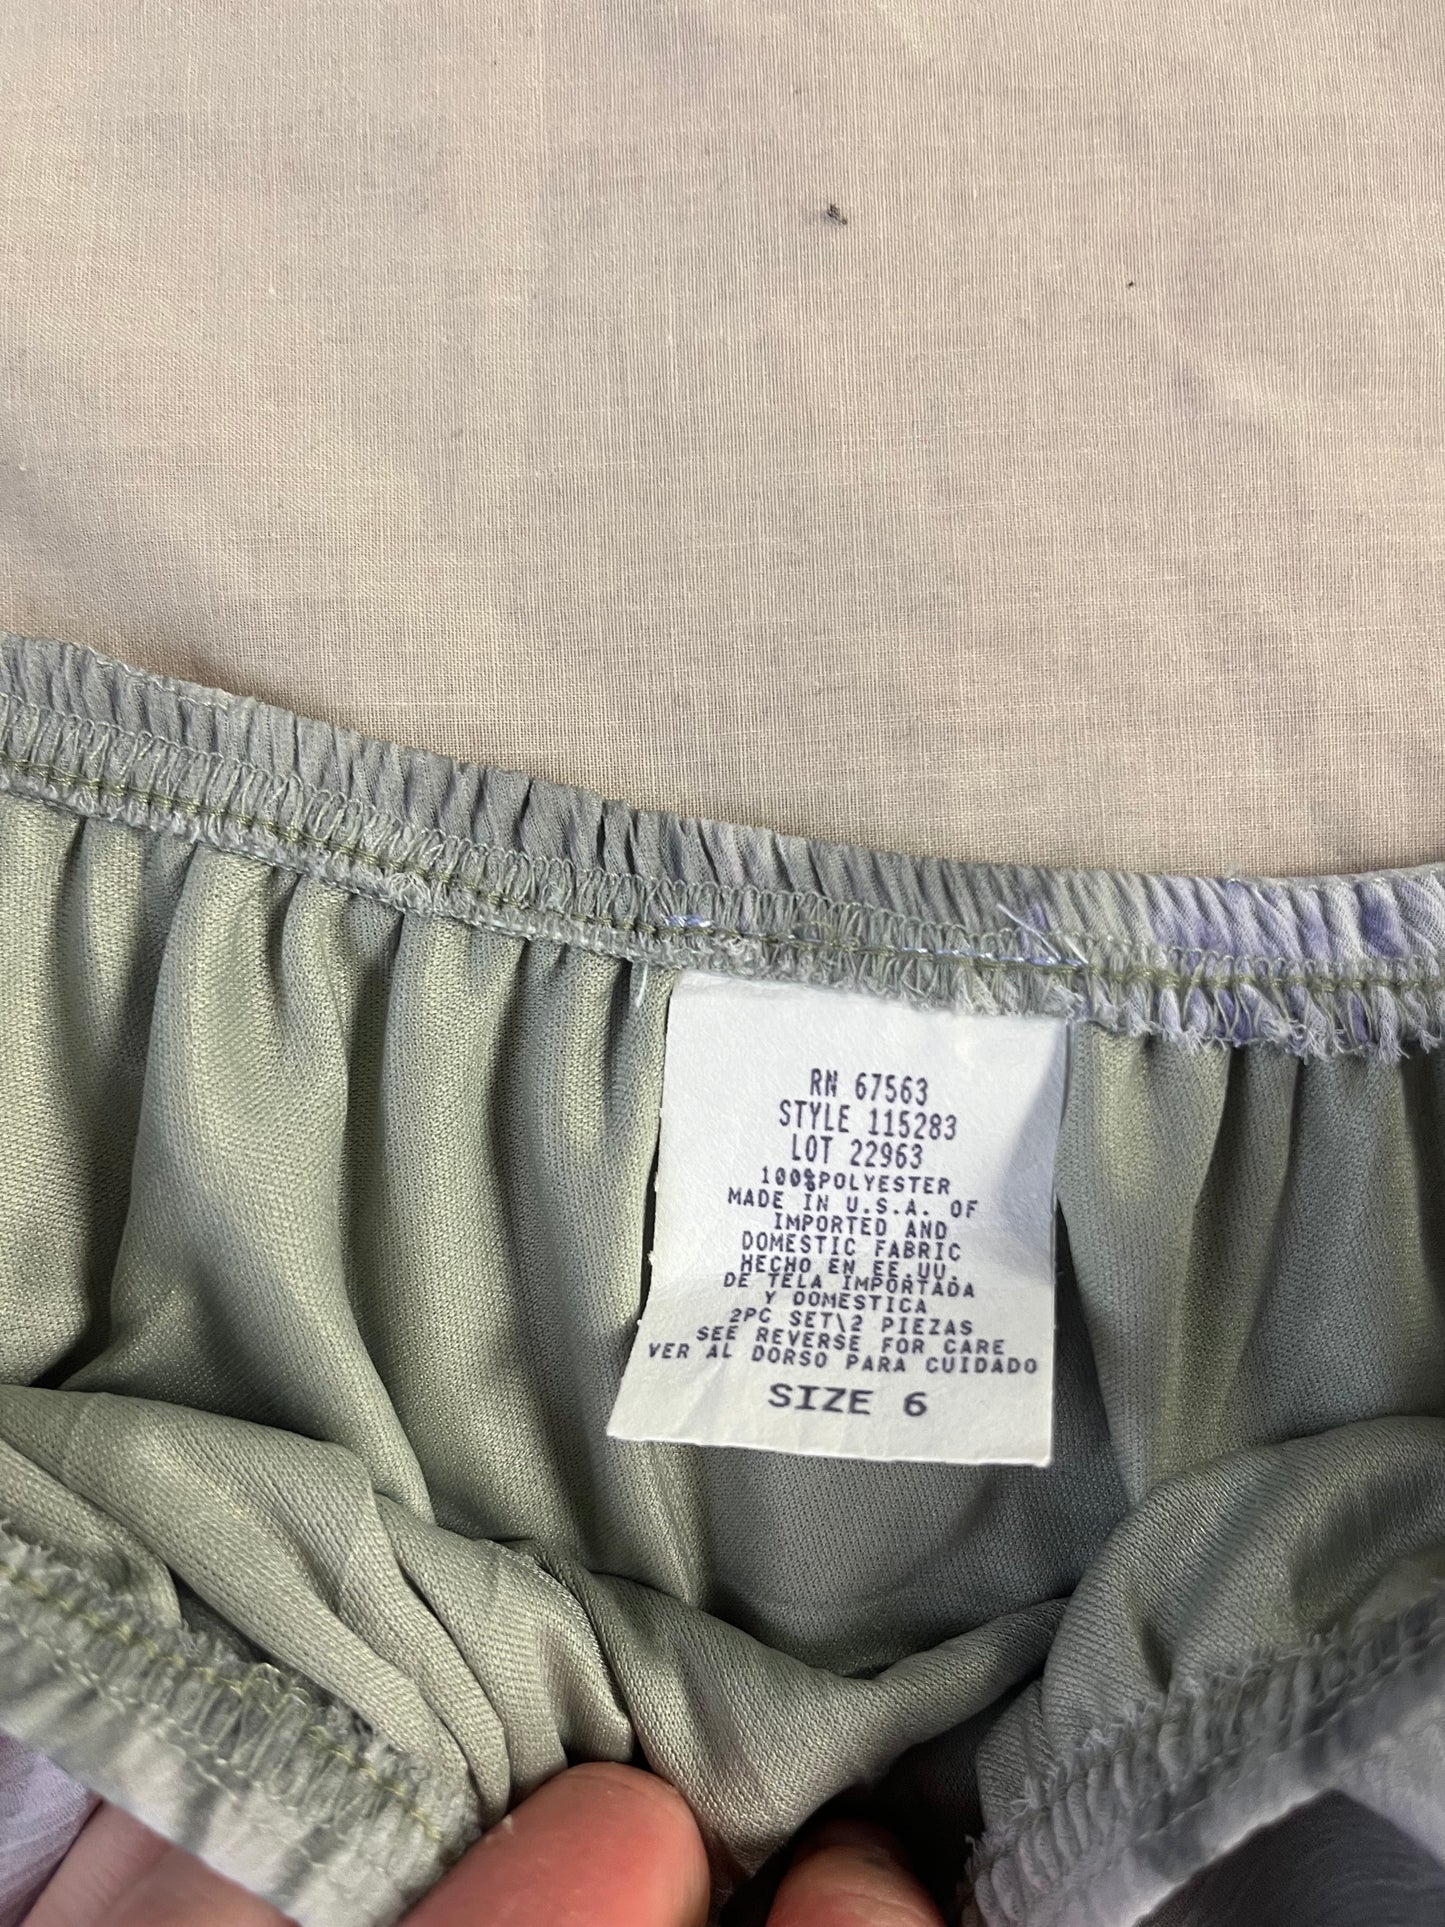 RN 67563
STYLE 115283
LOT 22963
100%POLYESTER
MADE IN U.S.A. OF
IMPORTED AND
DOMESTIC FABRIC
HECHO EN EE.UU.
DE TELA IMPORTADA
Y DOMESTICA
2PC SET\2 PIEZAS
SEE REVERSE FOR CARE
VER AL DORSO PARA CUIDADO
SIZE 6